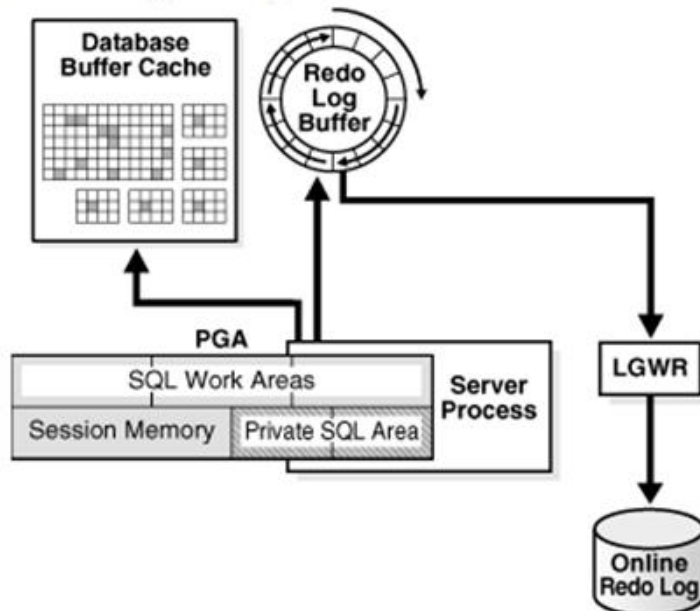 Database
Buffer Cache
Redo
Log
Buffer
PGA
SQL Work Areas
Session Memory
Private SQL Area
Server
Process
LGWR
Online
Redo Log